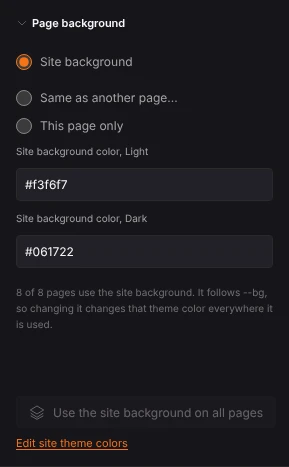 Page background
Site background
Same as another page...
This page only
Site background color, Light
#f3f6f7
Site background color, Dark
#061722
8 of 8 pages use the site background. It follows --bg,
so changing it changes that theme color everywhere it
is used.
Use the site background on all pages
Edit site theme colors